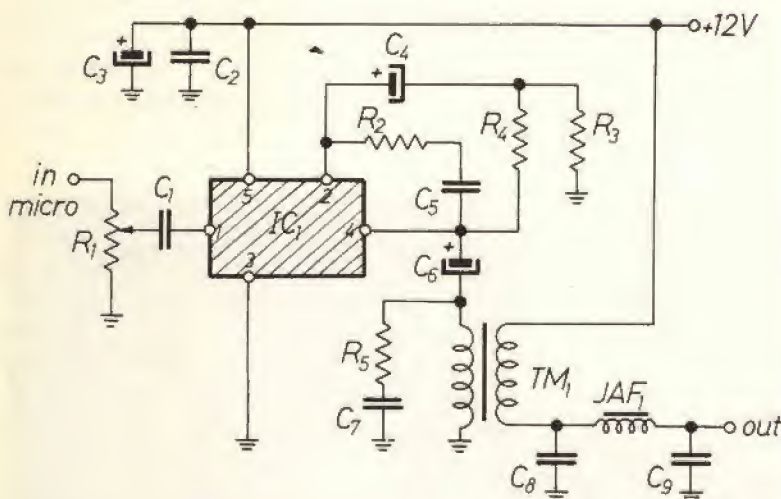 +12V
C3
+
C2
C4
+
R2
R4
R3
in
micro
C1
R1
5
2
1
IC1
4
3
C5
+
C6
R5
TM1
JAF1
out
C7
C8
C9